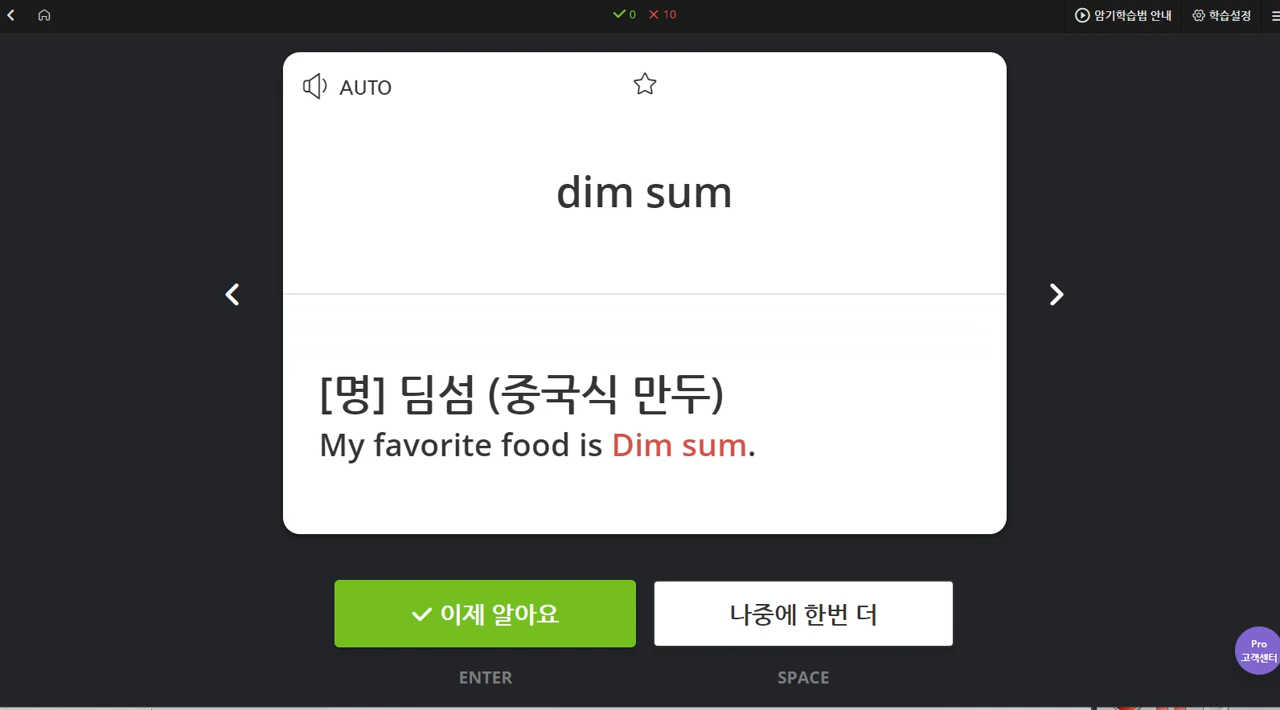 0 10
암기학습법 안내
학습설정
AUTO
dim sum
[명] 딤섬 (중국식 만두)
My favorite food is Dim sum.
이제 알아요
나중에 한번 더
ENTER
SPACE
Pro
고객센터